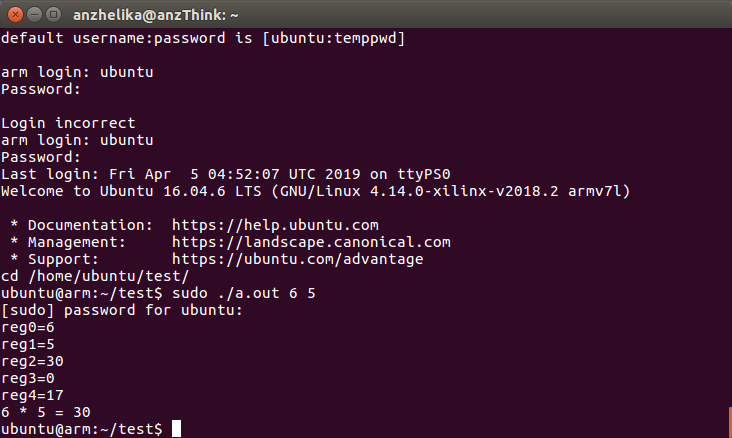 anzhelika@anzThink: ~
default username:password is [ubuntu:temppwd]
arm login: ubuntu
Password:
Login incorrect
arm login: ubuntu
Password:
Last login: Fri Apr  5 04:52:07 UTC 2019 on ttyPS0
Welcome to Ubuntu 16.04.6 LTS (GNU/Linux 4.14.0-xilinx-v2018.2 armv7l)
 * Documentation:  https://help.ubuntu.com
 * Management:     https://landscape.canonical.com
 * Support:        https://ubuntu.com/advantage
cd /home/ubuntu/test/
ubuntu@arm:~/test$ sudo ./a.out 6 5
[sudo] password for ubuntu:
reg0=6
reg1=5
reg2=30
reg3=0
reg4=17
6 * 5 = 30
ubuntu@arm:~/test$